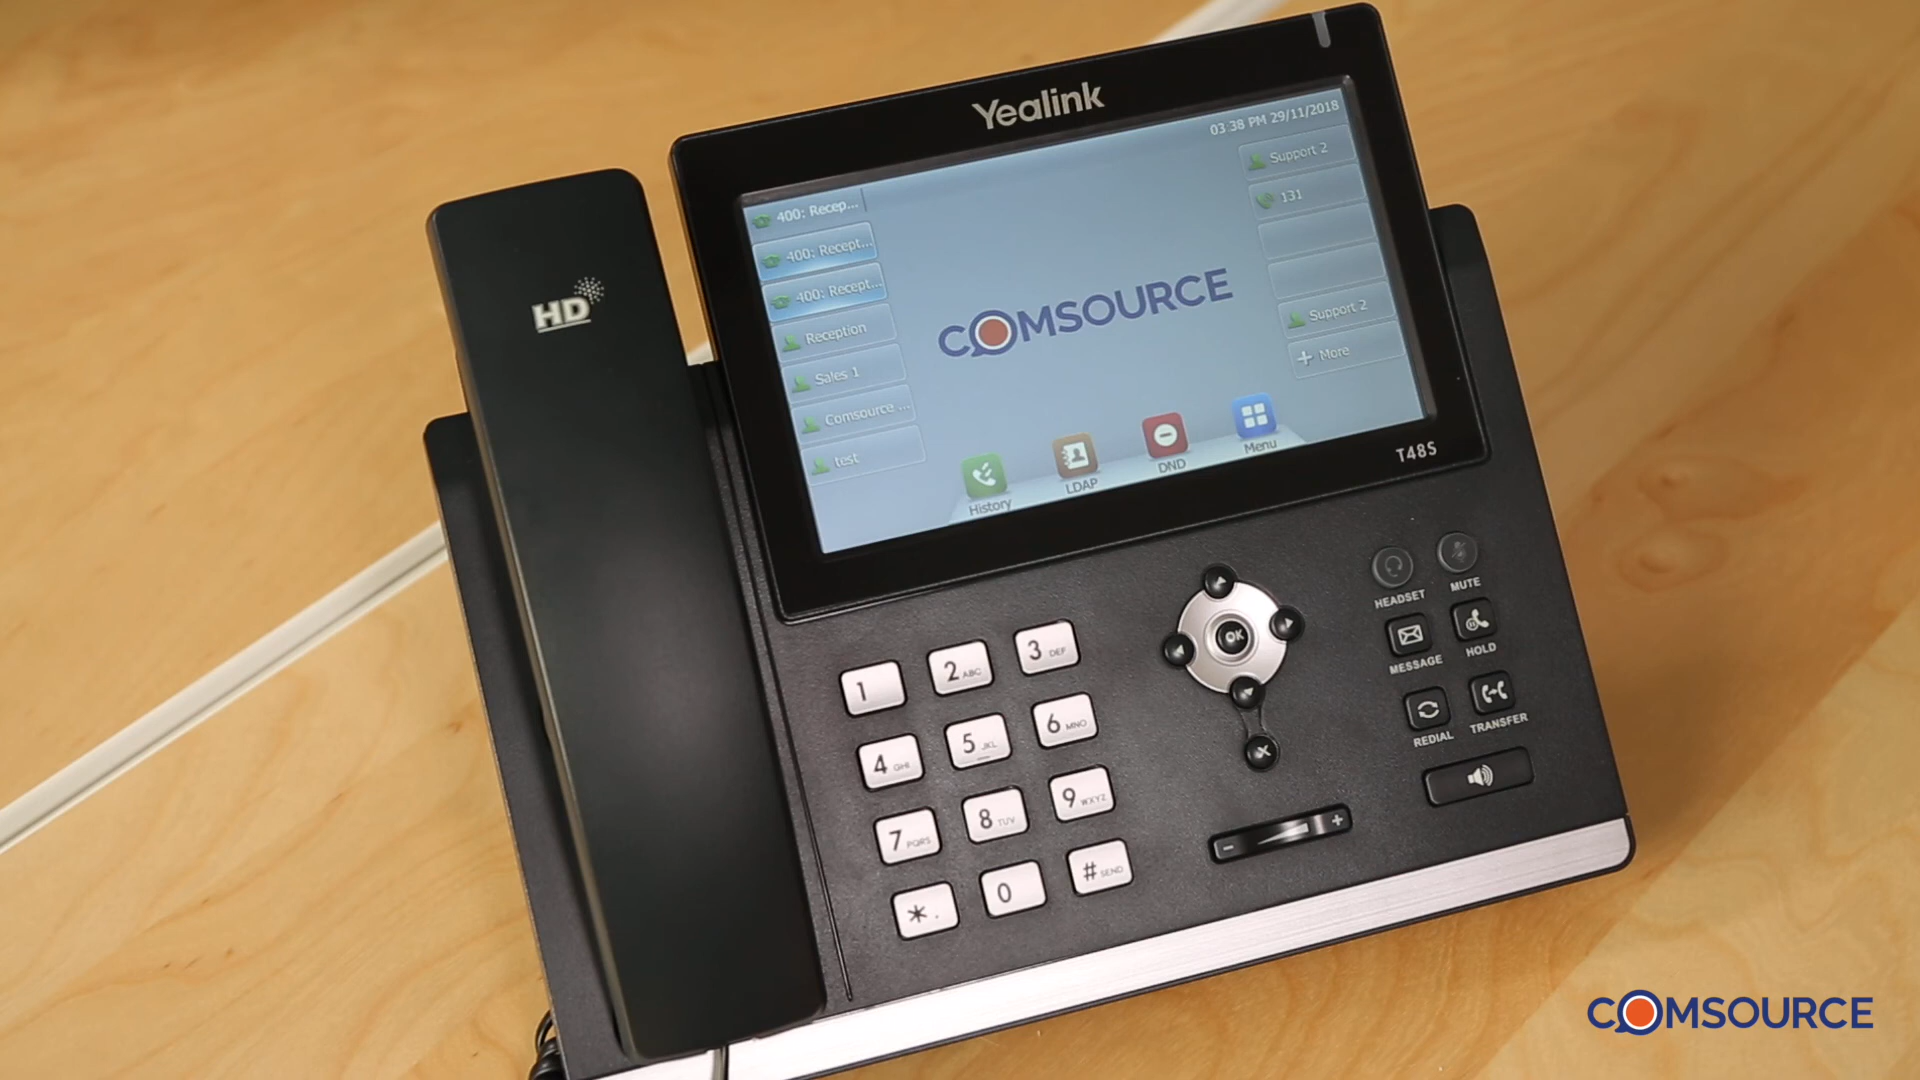 Yealink
03:38 PM 29/11/2018
400: Recep...
400: Recept...
400: Recept...
Reception
Sales 1
Comsource ...
test
COMSOURCE
Support 2
131
Support 2
More
History
LDAP
DND
Menu
T48S
HD
1
2 ABC
3 DEF
4 GHI
5 JKL
6 MNO
7 PQRS
8 TUV
9 WXYZ
* .
0
# SEND
OK
X
- +
HEADSET
MUTE
MESSAGE
HOLD
REDIAL
TRANSFER
COMSOURCE